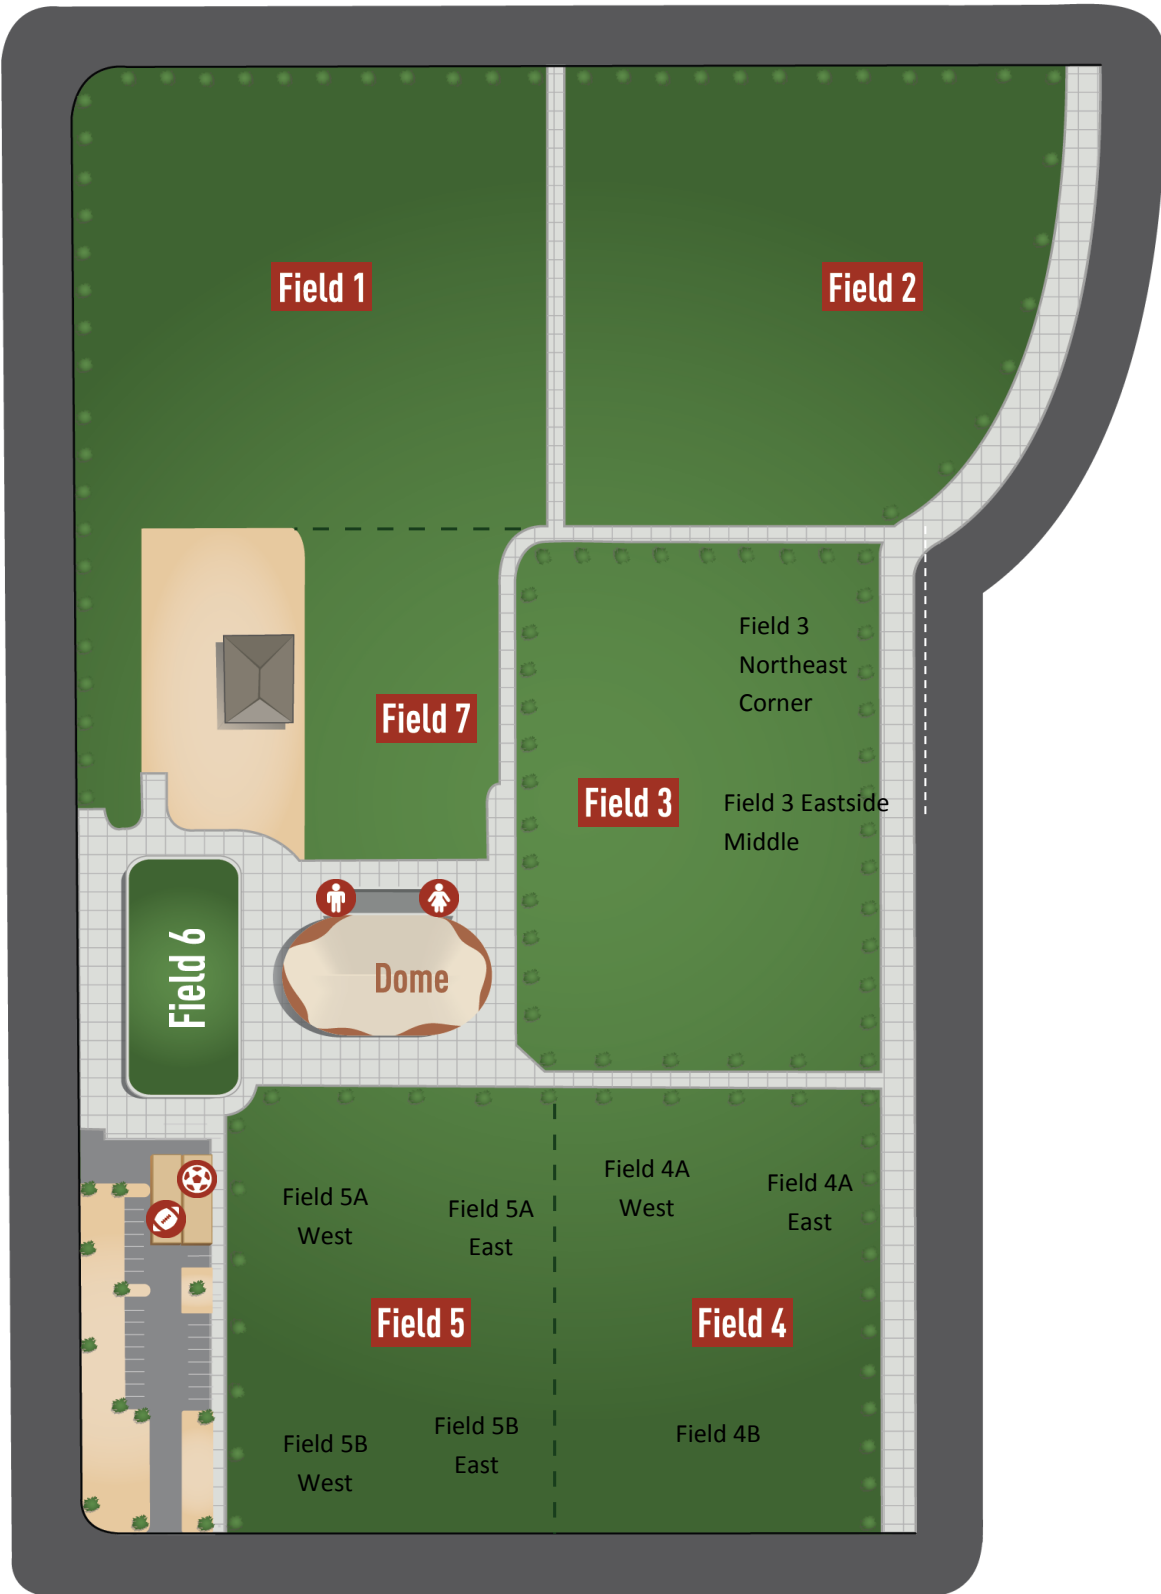 Field 1
Field 2
Field 3
Northeast
Corner
Field 7
Field 3
Field 3 Eastside
Middle
Field 6
Dome
Field 5A
West
Field 5A
East
Field 4A
West
Field 4A
East
Field 5
Field 4
Field 5B
West
Field 5B
East
Field 4B